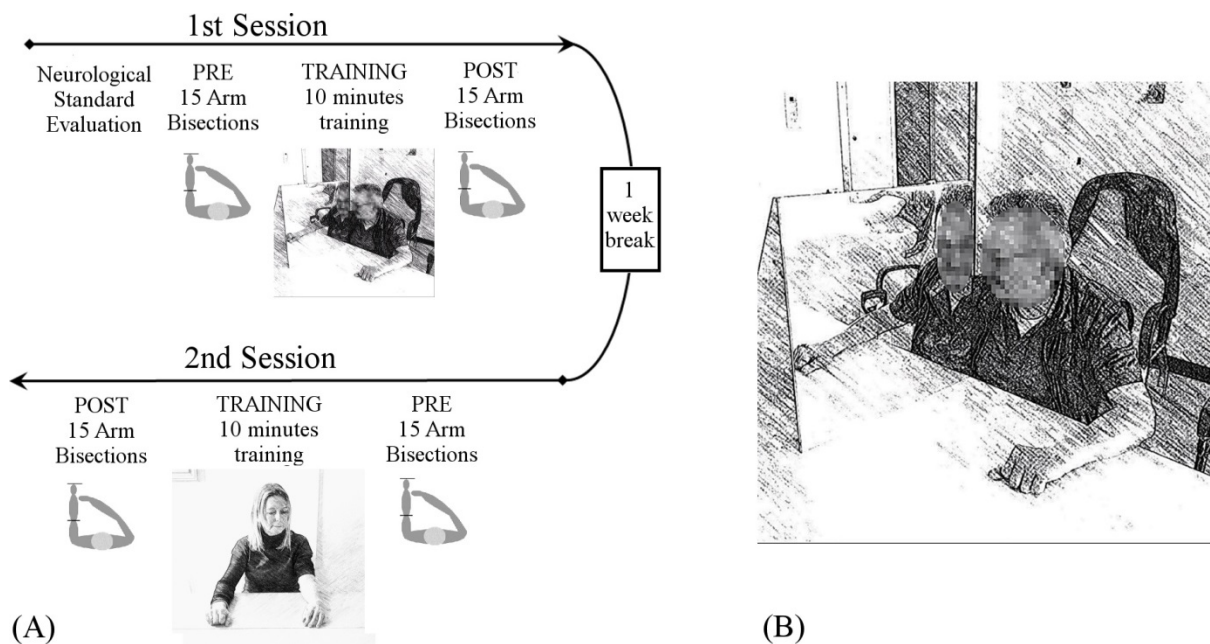 1st Session
Neurological
Standard
Evaluation
PRE
15 Arm
Bisections
TRAINING
10 minutes
training
POST
15 Arm
Bisections
1
week
break
2nd Session
POST
15 Arm
Bisections
TRAINING
10 minutes
training
PRE
15 Arm
Bisections
(A)
(B)